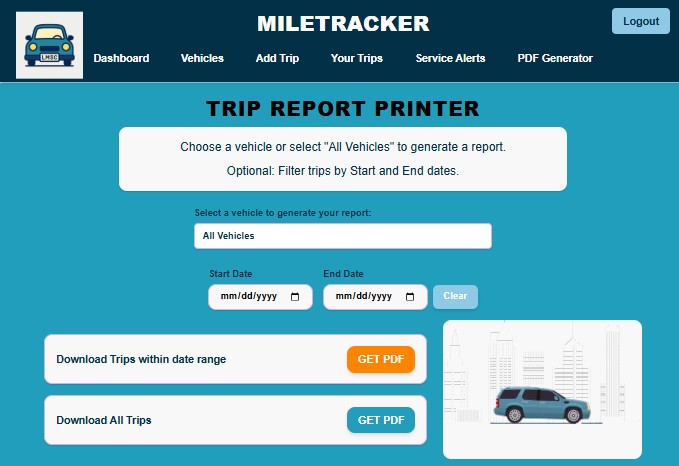 MILETRACKER
Logout
LMSC
Dashboard Vehicles Add Trip Your Trips Service Alerts PDF Generator
TRIP REPORT PRINTER
Choose a vehicle or select "All Vehicles" to generate a report.
Optional: Filter trips by Start and End dates.
Select a vehicle to generate your report:
All Vehicles
Start Date End Date
mm/dd/yyyy mm/dd/yyyy Clear
Download Trips within date range GET PDF
Download All Trips GET PDF